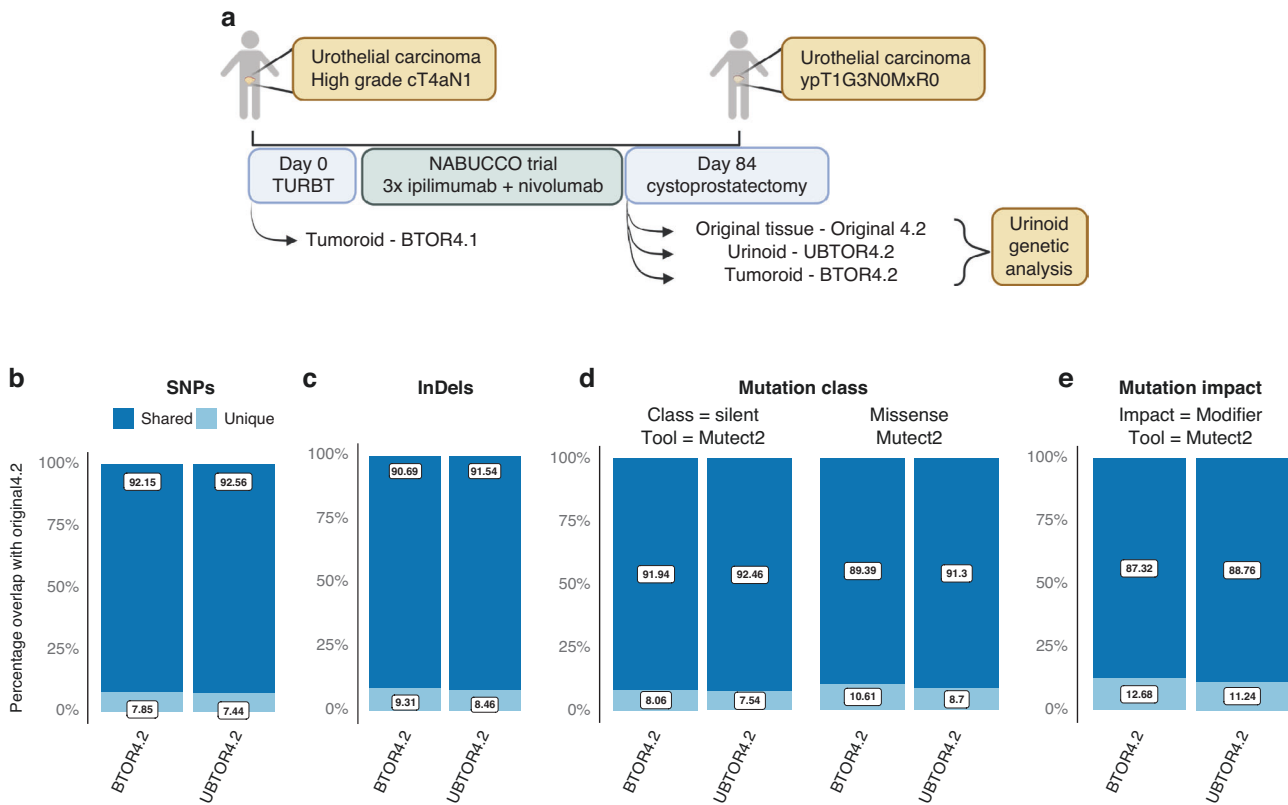 a
Urothelial carcinoma
High grade cT4aN1
Urothelial carcinoma
ypT1G3N0MxR0
Day 0
TURBT
NABUCCO trial
3x ipilimumab + nivolumab
Day 84
cystoprostatectomy
Tumoroid - BTOR4.1
Original tissue - Original 4.2
Urinoid - UBTOR4.2
Tumoroid - BTOR4.2
Urinoid
genetic
analysis
b
SNPs
Shared
Unique
Percentage overlap with original4.2
100%
75%
50%
25%
0%
92.15
92.56
7.85
7.44
BTOR4.2
UBTOR4.2
c
InDels
100%
75%
50%
25%
0%
90.69
91.54
9.31
8.46
BTOR4.2
UBTOR4.2
d
Mutation class
Class = silent
Tool = Mutect2
Missense
Mutect2
100%
75%
50%
25%
0%
91.94
92.46
89.39
91.3
8.06
7.54
10.61
8.7
BTOR4.2
UBTOR4.2
BTOR4.2
UBTOR4.2
e
Mutation impact
Impact = Modifier
Tool = Mutect2
100%
75%
50%
25%
0%
87.32
88.76
12.68
11.24
BTOR4.2
UBTOR4.2